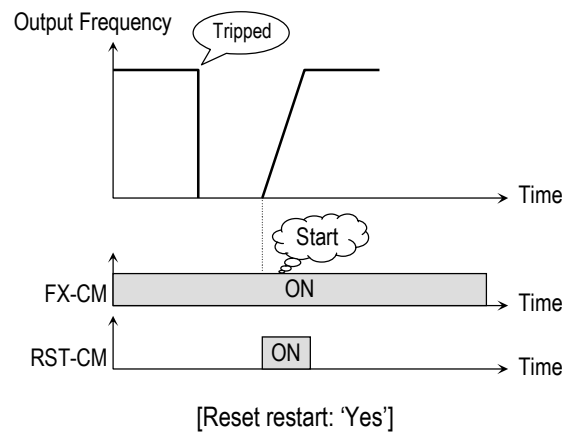 Output Frequency
Tripped
Time
Start
FX-CM
ON
Time
RST-CM
ON
Time
[Reset restart: ‘Yes’]